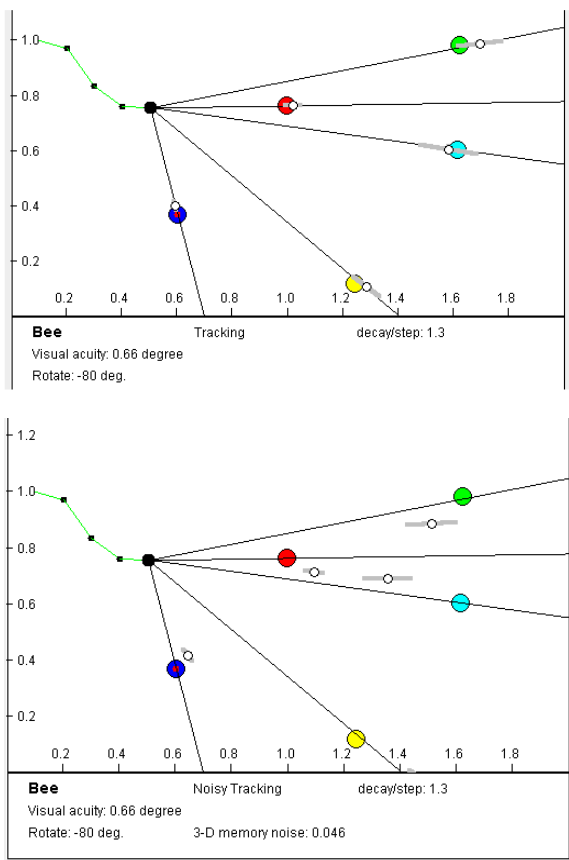 1.0
0.8
0.6
0.4
0.2
0.2 0.4 0.6 0.8 1.0 1.2 1.4 1.6 1.8
Bee Tracking decay/step: 1.3
Visual acuity: 0.66 degree
Rotate: -80 deg.
1.2
1.0
0.8
0.6
0.4
0.2
0.2 0.4 0.6 0.8 1.0 1.2 1.4 1.6 1.8
Bee Noisy Tracking decay/step: 1.3
Visual acuity: 0.66 degree
Rotate: -80 deg. 3-D memory noise: 0.046